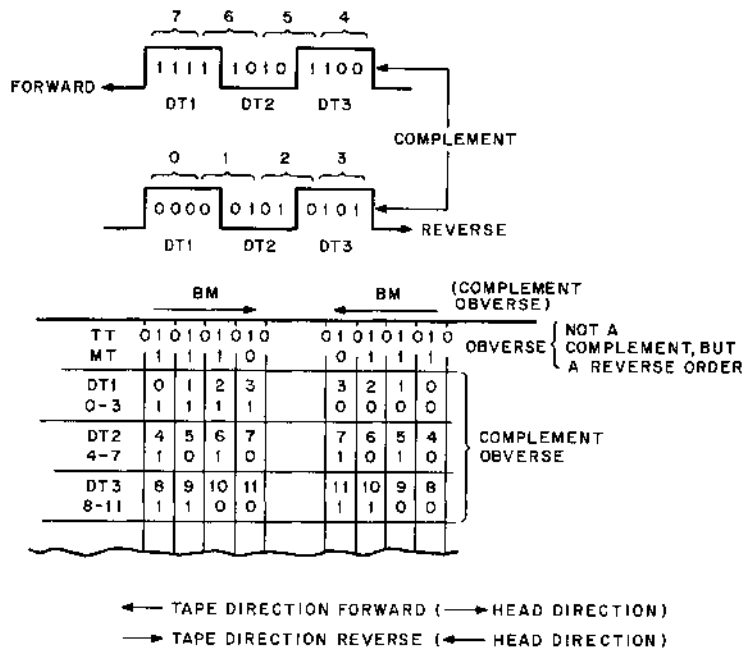 7 6 5 4
1111 1010 1100
FORWARD
DT1 DT2 DT3
COMPLEMENT
0 1 2 3
0000 0101 0101
REVERSE
DT1 DT2 DT3
BM BM (COMPLEMENT OBVERSE)
TT 0 1 0 1 0 1 0 1 0 0 1 0 1 0 1 0 1 0
MT 1 1 1 0 0 1 1 1
OBVERSE { NOT A COMPLEMENT, BUT A REVERSE ORDER
DT1 0 1 2 3 3 2 1 0
0-3 1 1 1 1 0 0 0 0
DT2 4 5 6 7 7 6 5 4
4-7 1 0 1 0 1 0 1 0
COMPLEMENT OBVERSE
DT3 8 9 10 11 11 10 9 8
8-11 1 1 0 0 1 1 0 0
TAPE DIRECTION FORWARD ( HEAD DIRECTION)
TAPE DIRECTION REVERSE ( HEAD DIRECTION)